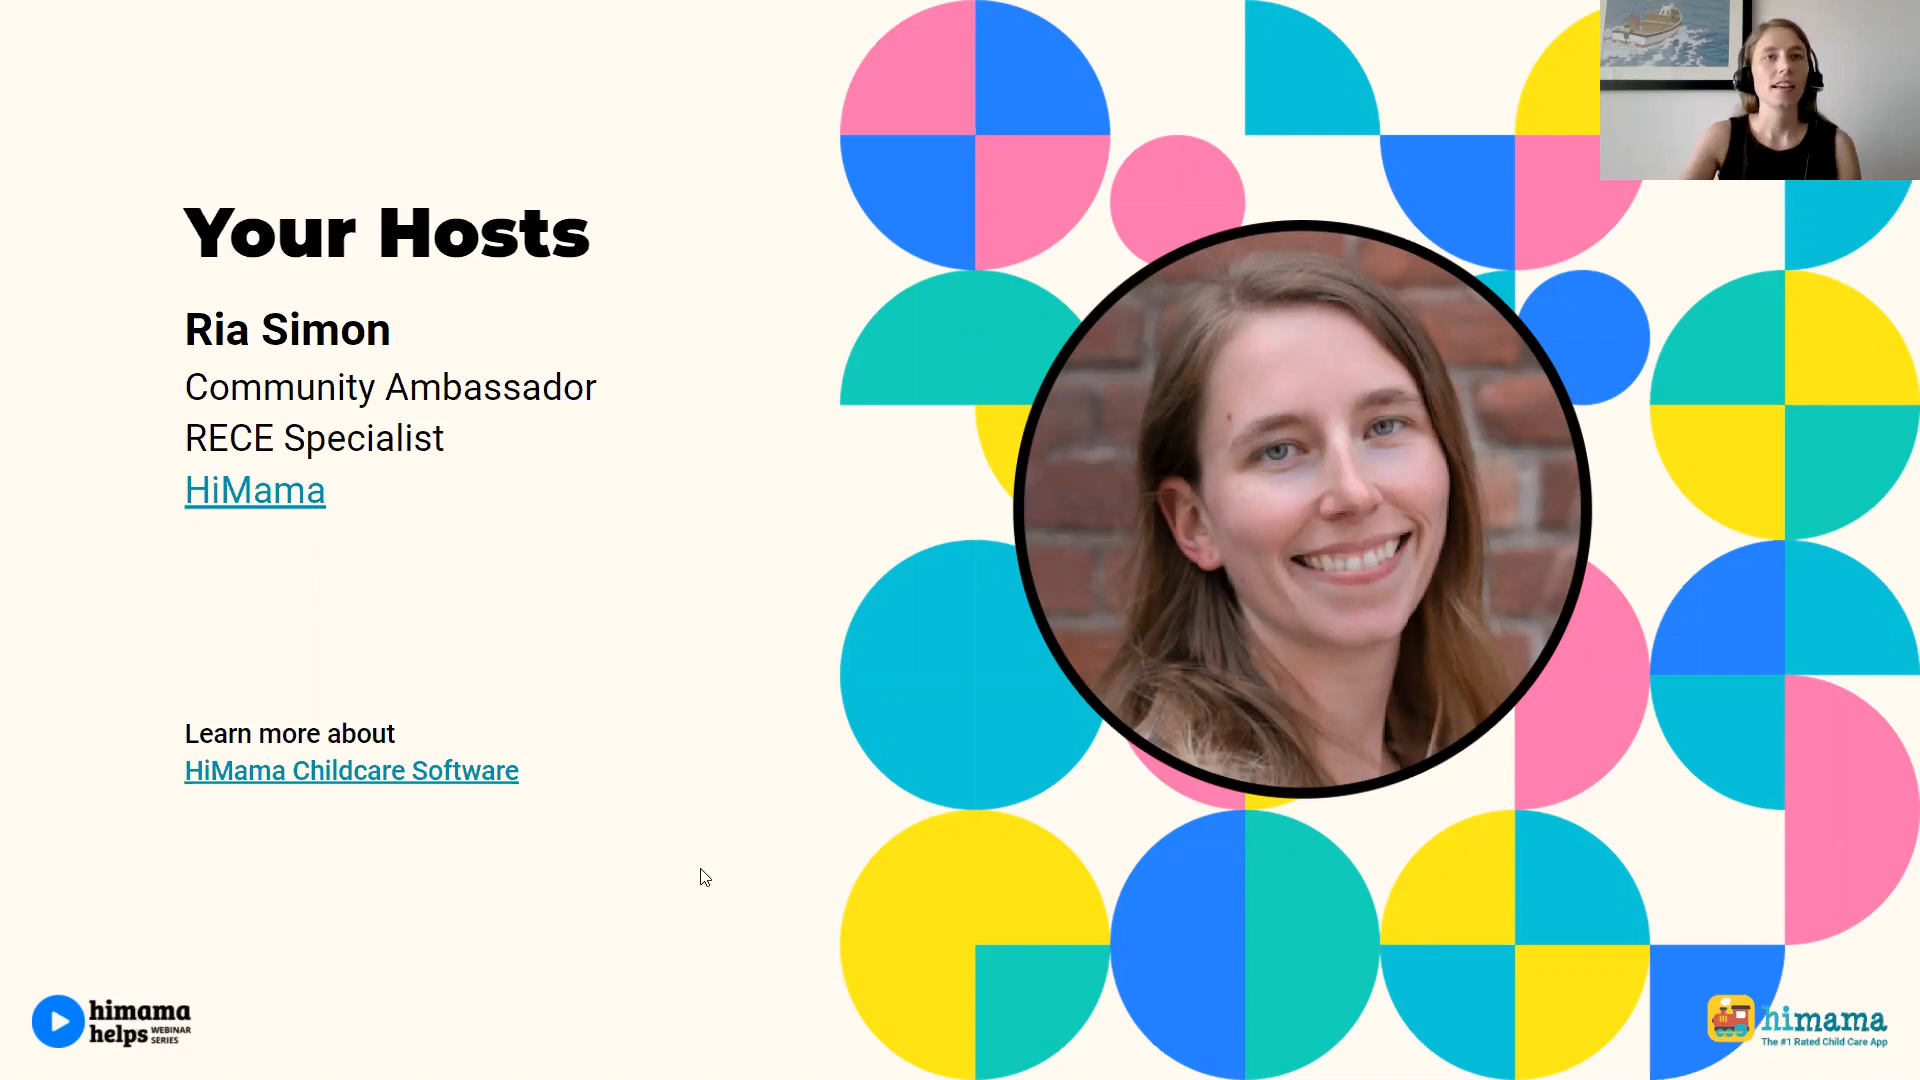 Your Hosts
Ria Simon
Community Ambassador
RECE Specialist
HiMama
Learn more about
HiMama Childcare Software
himama
helps WEBINAR
SERIES
himama
The #1 Rated Child Care App